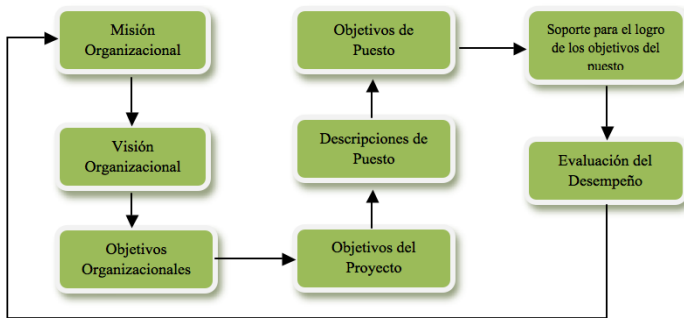 Misión
Organizacional
Visión
Organizacional
Objetivos
Organizacionales
Objetivos del
Proyecto
Descripciones de
Puesto
Objetivos de
Puesto
Soporte para el logro
de los objetivos del
puesto
Evaluación del
Desempeño